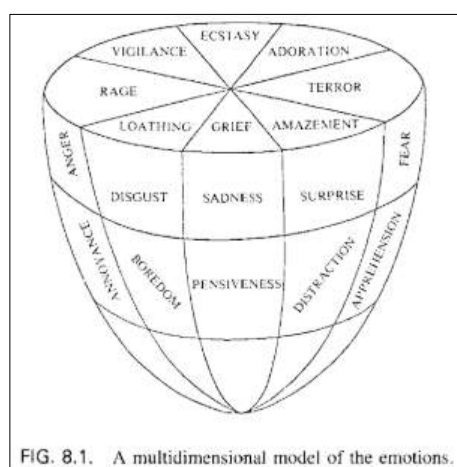 ECSTASY
VIGILANCE
ADORATION
RAGE
TERROR
LOATHING
GRIEF
AMAZEMENT
ANGER
FEAR
DISGUST
SADNESS
SURPRISE
ANNOYANCE
BOREDOM
PENSIVENESS
DISTRACTION
APPREHENSION
FIG. 8.1. A multidimensional model of the emotions.